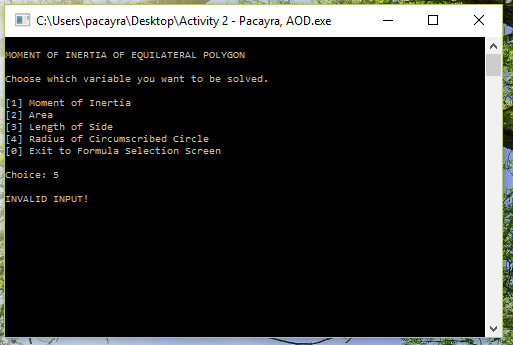 C:\Users\pacayra\Desktop\Activity 2 - Pacayra, AOD.exe
MOMENT OF INERTIA OF EQUILATERAL POLYGON
Choose which variable you want to be solved.
[1] Moment of Inertia
[2] Area
[3] Length of Side
[4] Radius of Circumscribed Circle
[0] Exit to Formula Selection Screen
Choice: 5
INVALID INPUT!